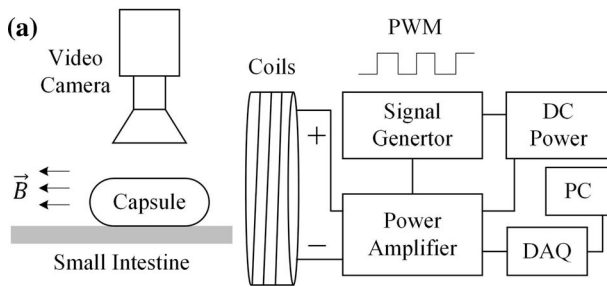 (a)
Video
Camera
Coils
PWM
Signal
Genertor
DC
Power
+
B
Capsule
PC
Power
Amplifier
−
DAQ
Small Intestine